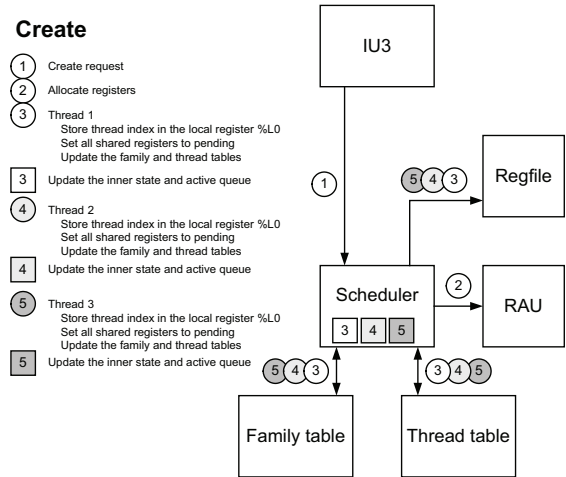 Create
1 Create request
2 Allocate registers
3 Thread 1
Store thread index in the local register %L0
Set all shared registers to pending
Update the family and thread tables
3 Update the inner state and active queue
4 Thread 2
Store thread index in the local register %L0
Set all shared registers to pending
Update the family and thread tables
4 Update the inner state and active queue
5 Thread 3
Store thread index in the local register %L0
Set all shared registers to pending
Update the family and thread tables
5 Update the inner state and active queue
IU3
1
5 4 3
Regfile
Scheduler
3 4 5
2
RAU
5 4 3
3 4 5
Family table
Thread table